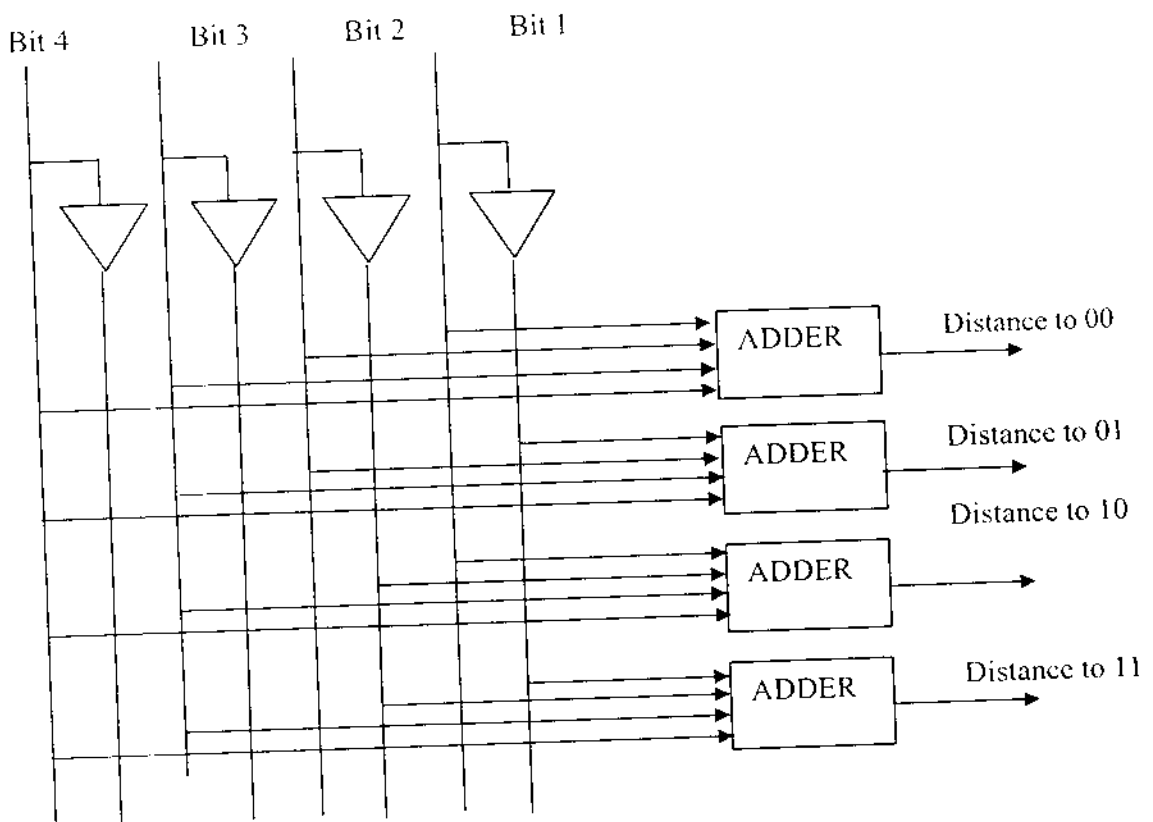 Bit 4
Bit 3
Bit 2
Bit 1
ADDER
Distance to 00
ADDER
Distance to 01
Distance to 10
ADDER
ADDER
Distance to 11